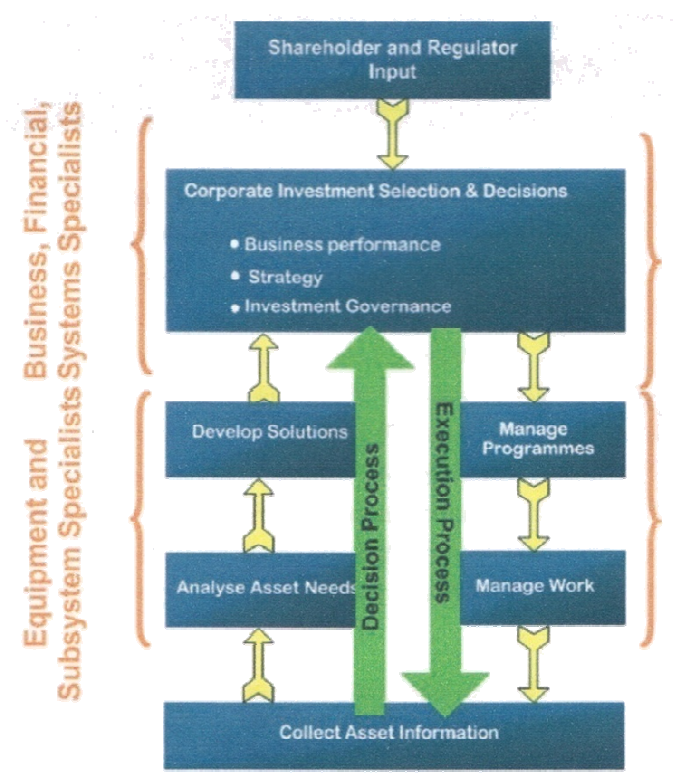 Shareholder and Regulator
Input
Business, Financial,
Systems Specialists
Corporate Investment Selection & Decisions
• Business performance
• Strategy
• Investment Governance
Equipment and
Subsystem Specialists
Develop Solutions
Manage
Programmes
Decision Process
Execution Process
Analyse Asset Needs
Manage Work
Collect Asset Information